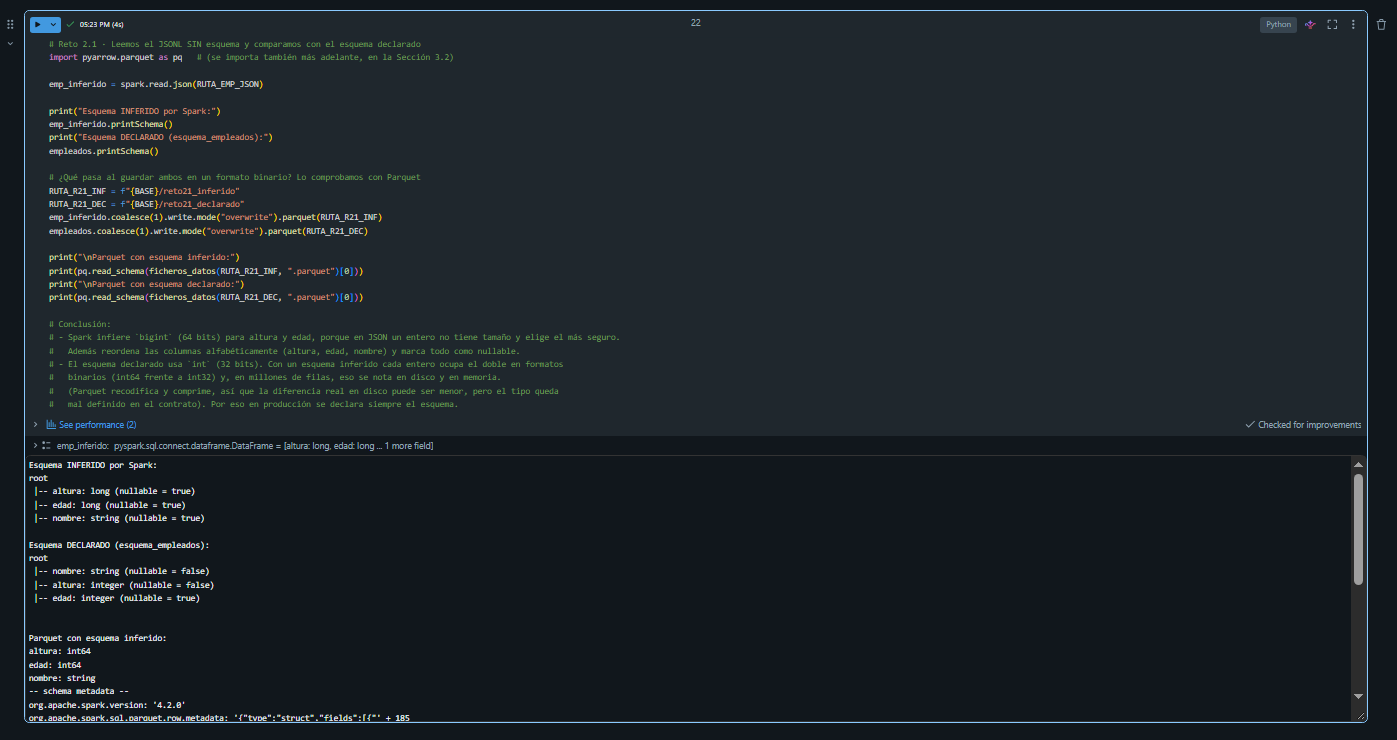 05:23 PM (4s)
22
Python
# Reto 2.1 - Leemos el JSONL SIN esquema y comparamos con el esquema declarado
import pyarrow.parquet as pq   # (se importa también más adelante, en la Sección 3.2)
emp_inferido = spark.read.json(RUTA_EMP_JSON)
print("Esquema INFERIDO por Spark:")
emp_inferido.printSchema()
print("Esquema DECLARADO (esquema_empleados):")
empleados.printSchema()
# ¿Qué pasa al guardar ambos en un formato binario? Lo comprobamos con Parquet
RUTA_R21_INF = f"{BASE}/reto21_inferido"
RUTA_R21_DEC = f"{BASE}/reto21_declarado"
emp_inferido.coalesce(1).write.mode("overwrite").parquet(RUTA_R21_INF)
empleados.coalesce(1).write.mode("overwrite").parquet(RUTA_R21_DEC)
print("\nParquet con esquema inferido:")
print(pq.read_schema(ficheros_datos(RUTA_R21_INF, ".parquet")[0]))
print("\nParquet con esquema declarado:")
print(pq.read_schema(ficheros_datos(RUTA_R21_DEC, ".parquet")[0]))
# Conclusión:
# - Spark infiere `bigint` (64 bits) para altura y edad, porque en JSON un entero no tiene tamaño y elige el más seguro.
#   Además reordena las columnas alfabéticamente (altura, edad, nombre) y marca todo como nullable.
# - El esquema declarado usa `int` (32 bits). Con un esquema inferido cada entero ocupa el doble en formatos
#   binarios (int64 frente a int32) y, en millones de filas, eso se nota en disco y en memoria.
#   (Parquet recodifica y comprime, así que la diferencia real en disco puede ser menor, pero el tipo queda
#   mal definido en el contrato). Por eso en producción se declara siempre el esquema.
See performance (2)
Checked for improvements
emp_inferido: pyspark.sql.connect.dataframe.DataFrame = [altura: long, edad: long ... 1 more field]
Esquema INFERIDO por Spark:
root
 |-- altura: long (nullable = true)
 |-- edad: long (nullable = true)
 |-- nombre: string (nullable = true)
Esquema DECLARADO (esquema_empleados):
root
 |-- nombre: string (nullable = false)
 |-- altura: integer (nullable = false)
 |-- edad: integer (nullable = true)
Parquet con esquema inferido:
altura: int64
edad: int64
nombre: string
-- schema metadata --
org.apache.spark.version: '4.2.0'
org.apache.spark.sql.parquet.row.metadata: '{"type":"struct","fields":[{"' + 185